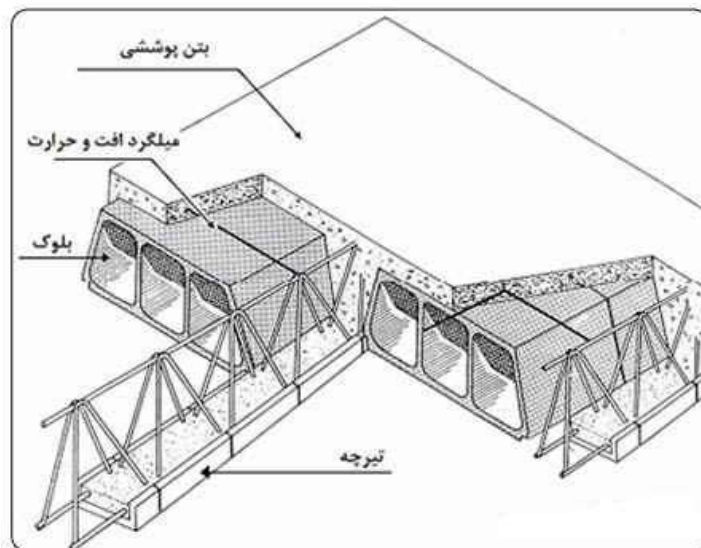 بتن پوششی
میلگرد افت و حرارت
بلوک
تیرچه